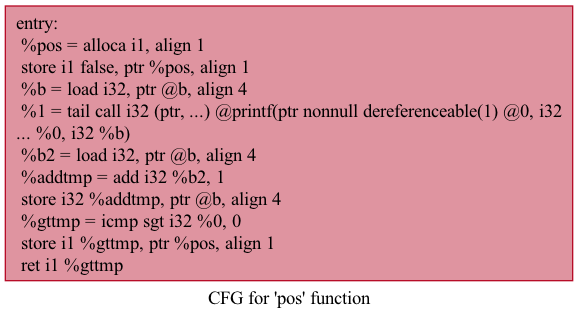 entry:
%pos = alloca i1, align 1
store i1 false, ptr %pos, align 1
%b = load i32, ptr @b, align 4
%1 = tail call i32 (ptr, ...) @printf(ptr nonnull dereferenceable(1) @0, i32
... %0, i32 %b)
%b2 = load i32, ptr @b, align 4
%addtmp = add i32 %b2, 1
store i32 %addtmp, ptr @b, align 4
%gttmp = icmp sgt i32 %0, 0
store i1 %gttmp, ptr %pos, align 1
ret i1 %gttmp
CFG for 'pos' function